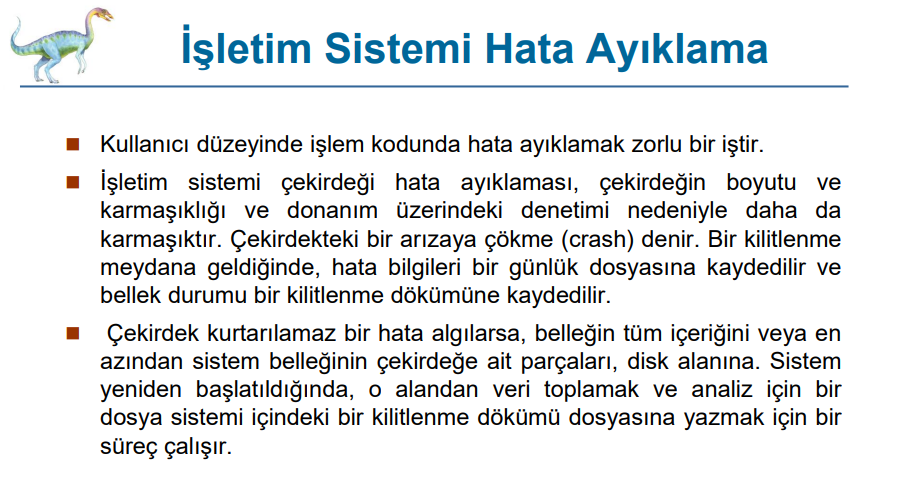 İşletim Sistemi Hata Ayıklama
Kullanıcı düzeyinde işlem kodunda hata ayıklamak zorlu bir iştir.
İşletim sistemi çekirdeği hata ayıklaması, çekirdeğin boyutu ve
karmaşıklığı ve donanım üzerindeki denetimi nedeniyle daha da
karmaşıktır. Çekirdekteki bir arızaya çökme (crash) denir. Bir kilitlenme
meydana geldiğinde, hata bilgileri bir günlük dosyasına kaydedilir ve
bellek durumu bir kilitlenme dökümüne kaydedilir.
Çekirdek kurtarılamaz bir hata algılarsa, belleğin tüm içeriğini veya en
azından sistem belleğinin çekirdeğe ait parçaları, disk alanına. Sistem
yeniden başlatıldığında, o alandan veri toplamak ve analiz için bir
dosya sistemi içindeki bir kilitlenme dökümü dosyasına yazmak için bir
süreç çalışır.